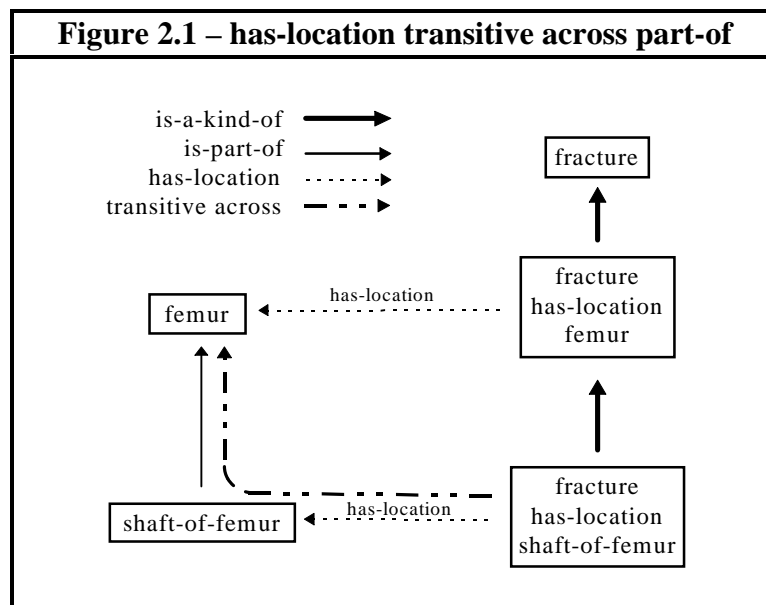 Figure 2.1 – has-location transitive across part-of
is-a-kind-of
is-part-of
has-location
transitive across
fracture
fracture
has-location
femur
has-location
femur
fracture
has-location
shaft-of-femur
has-location
shaft-of-femur